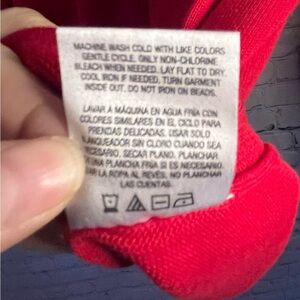 MACHINE WASH COLD WITH LIKE COLORS
GENTLE CYCLE, ONLY NON-CHLORINE
BLEACH WHEN NEEDED. LAY FLAT TO DRY.
COOL IRON IF NEEDED, TURN GARMENT
INSIDE OUT. DO NOT IRON ON BEADS.
LAVAR A MÁQUINA EN AGUA FRÍA CON
COLORES SIMILARES EN EL CICLO PARA
PRENDAS DELICADAS. USAR SOLO
BLANQUEADOR SIN CLORO CUANDO SEA
NECESARIO, SECAR PLANO. PLANCHAR
UNA PLANCHA FRÍA SI ES NECESARIO
LA ROPA AL REVÉS, NO PLANCHAR
LAS CUENTAS.